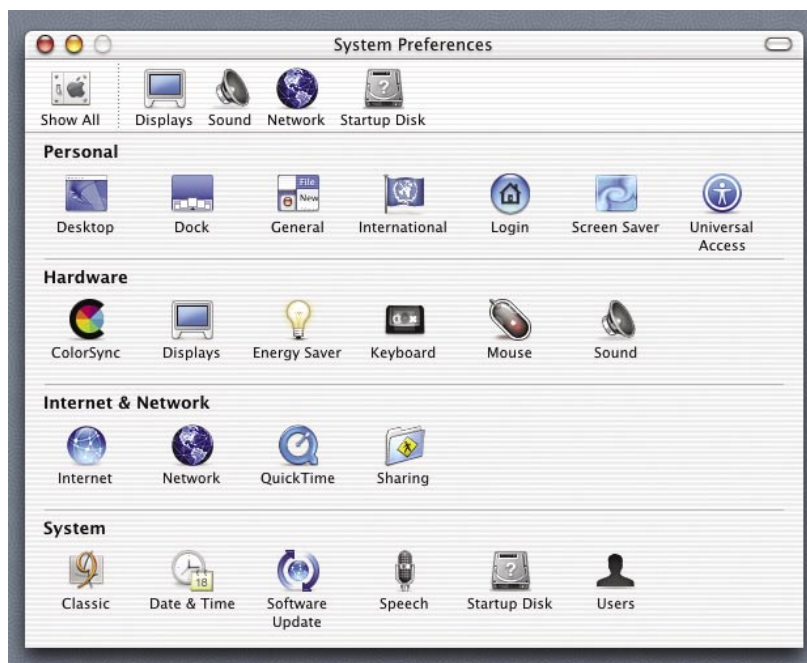 System Preferences
Show All Displays Sound Network Startup Disk
Personal
File
New
Desktop Dock General International Login Screen Saver Universal
Access
Hardware
ColorSync Displays Energy Saver Keyboard Mouse Sound
Internet & Network
Internet Network QuickTime Sharing
System
18
Classic Date & Time Software Speech Startup Disk Users
Update